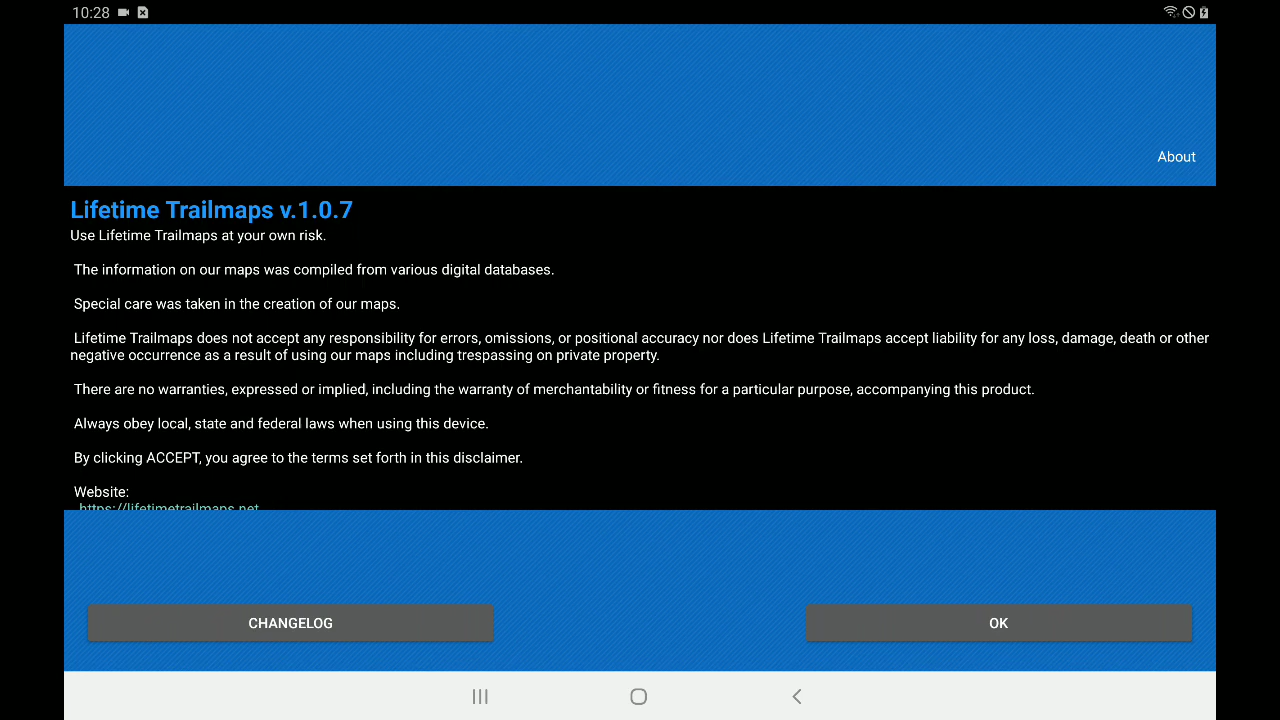 10:28
About
Lifetime Trailmaps v.1.0.7
Use Lifetime Trailmaps at your own risk.
The information on our maps was compiled from various digital databases.
Special care was taken in the creation of our maps.
Lifetime Trailmaps does not accept any responsibility for errors, omissions, or positional accuracy nor does Lifetime Trailmaps accept liability for any loss, damage, death or other
negative occurrence as a result of using our maps including trespassing on private property.
There are no warranties, expressed or implied, including the warranty of merchantability or fitness for a particular purpose, accompanying this product.
Always obey local, state and federal laws when using this device.
By clicking ACCEPT, you agree to the terms set forth in this disclaimer.
Website:
https://lifetimetrailmaps.net
CHANGELOG
OK